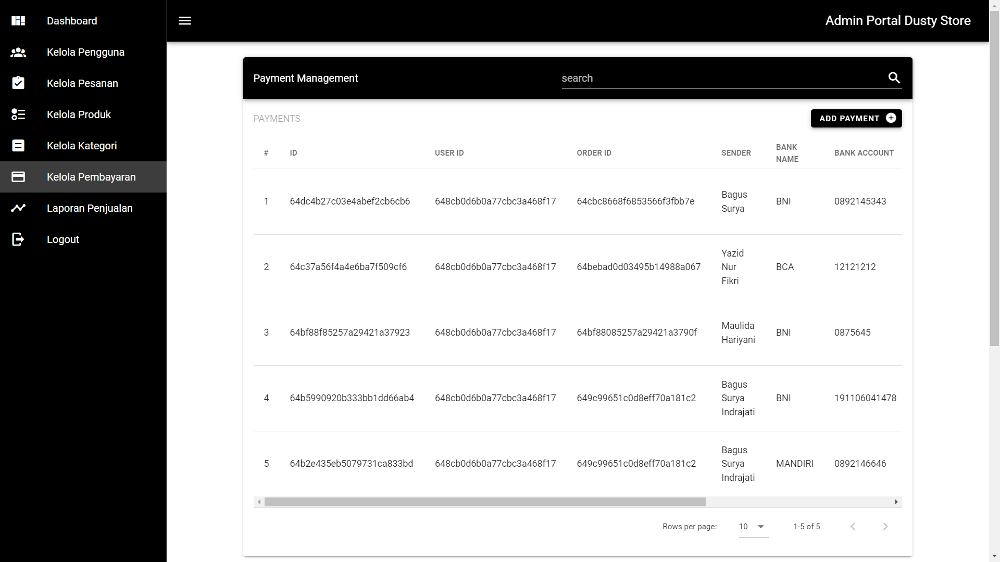 Dashboard
Kelola Pengguna
Kelola Pesanan
Kelola Produk
Kelola Kategori
Kelola Pembayaran
Laporan Penjualan
Logout
Admin Portal Dusty Store
Payment Management
search
PAYMENTS
ADD PAYMENT
# ID USER ID ORDER ID SENDER BANK NAME BANK ACCOUNT
1 64dc4b27c03e4abef2cb6cb6 648cb0d6b0a77cbc3a468f17 64cbc8668f6853566f3fbb7e Bagus Surya BNI 0892145343
2 64c37a56f4a4e6ba7f509cf6 648cb0d6b0a77cbc3a468f17 64bebad0d03495b14988a067 Yazid Nur Fikri BCA 12121212
3 64bf88f85257a29421a37923 648cb0d6b0a77cbc3a468f17 64bf88085257a29421a3790f Maulida Hariyani BNI 0875645
4 64b5990920b333bb1dd66ab4 648cb0d6b0a77cbc3a468f17 649c99651c0d8eff70a181c2 Bagus Surya Indrajati BNI 191106041478
5 64b2e435eb5079731ca833bd 648cb0d6b0a77cbc3a468f17 649c99651c0d8eff70a181c2 Bagus Surya Indrajati MANDIRI 0892146646
Rows per page: 10 1-5 of 5